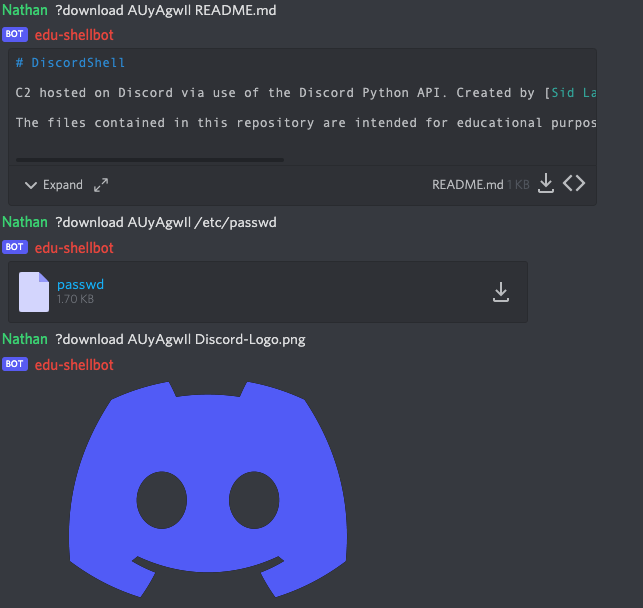 Nathan ?download AUyAgwIl README.md
BOT edu-shellbot
# DiscordShell
C2 hosted on Discord via use of the Discord Python API. Created by [Sid La
The files contained in this repository are intended for educational purpos
Expand README.md 1 KB
Nathan ?download AUyAgwIl /etc/passwd
BOT edu-shellbot
passwd
1.70 KB
Nathan ?download AUyAgwIl Discord-Logo.png
BOT edu-shellbot